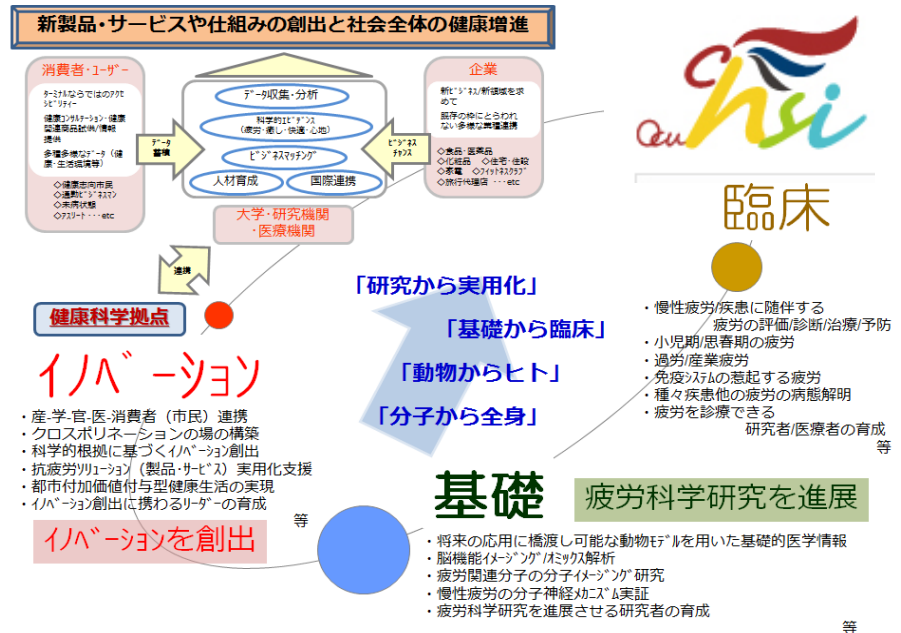 新製品・サービスや仕組みの創出と社会全体の健康増進
消費者・ユーザー
ターミナルならではのアクセ
シビリティー
健康コンサルテーション・健康
関連商品試供/情報
提供
多種多様なデータ（健
康・生活環境等）
◇健康志向市民
◇通勤ビジネスマン
◇未病状態
◇アスリート・・・etc
データ
蓄積
データ収集・分析
科学的エビデンス
（疲労・癒し・快適・心地）
ビジネスマッチング
人材育成
国際連携
大学・研究機関
・医療機関
ビジネス
チャンス
企業
新ビジネス/新領域を求
めて
既存の枠にとらわれ
ない多様な異種連携
◇食品・医薬品
◇化粧品　◇住宅・住設
◇家電　◇フィットネスクラブ
◇旅行代理店　・・・etc
連携
健康科学拠点
イノベーション
・産-学-官-医-消費者（市民）連携
・クロスポリネーションの場の構築
・科学的根拠に基づくイノベーション創出
・抗疲労ソリューション（製品・サービス）実用化支援
・都市付加価値付与型健康生活の実現
・イノベーション創出に携わるリーダーの育成
等
イノベーションを創出
「研究から実用化」
「基礎から臨床」
「動物からヒト」
「分子から全身」
Ocu
chsi
臨床
・慢性疲労/疾患に随伴する
疲労の評価/診断/治療/予防
・小児期/思春期の疲労
・過労/産業疲労
・免疫システムの惹起する疲労
・種々疾患他の疲労の病態解明
・疲労を診療できる
研究者/医療者の育成
等
基礎
疲労科学研究を進展
・将来の応用に橋渡し可能な動物モデルを用いた基礎的医学情報
・脳機能イメージング/オミックス解析
・疲労関連分子の分子イメージング研究
・慢性疲労の分子神経メカニズム実証
・疲労科学研究を進展させる研究者の育成
等